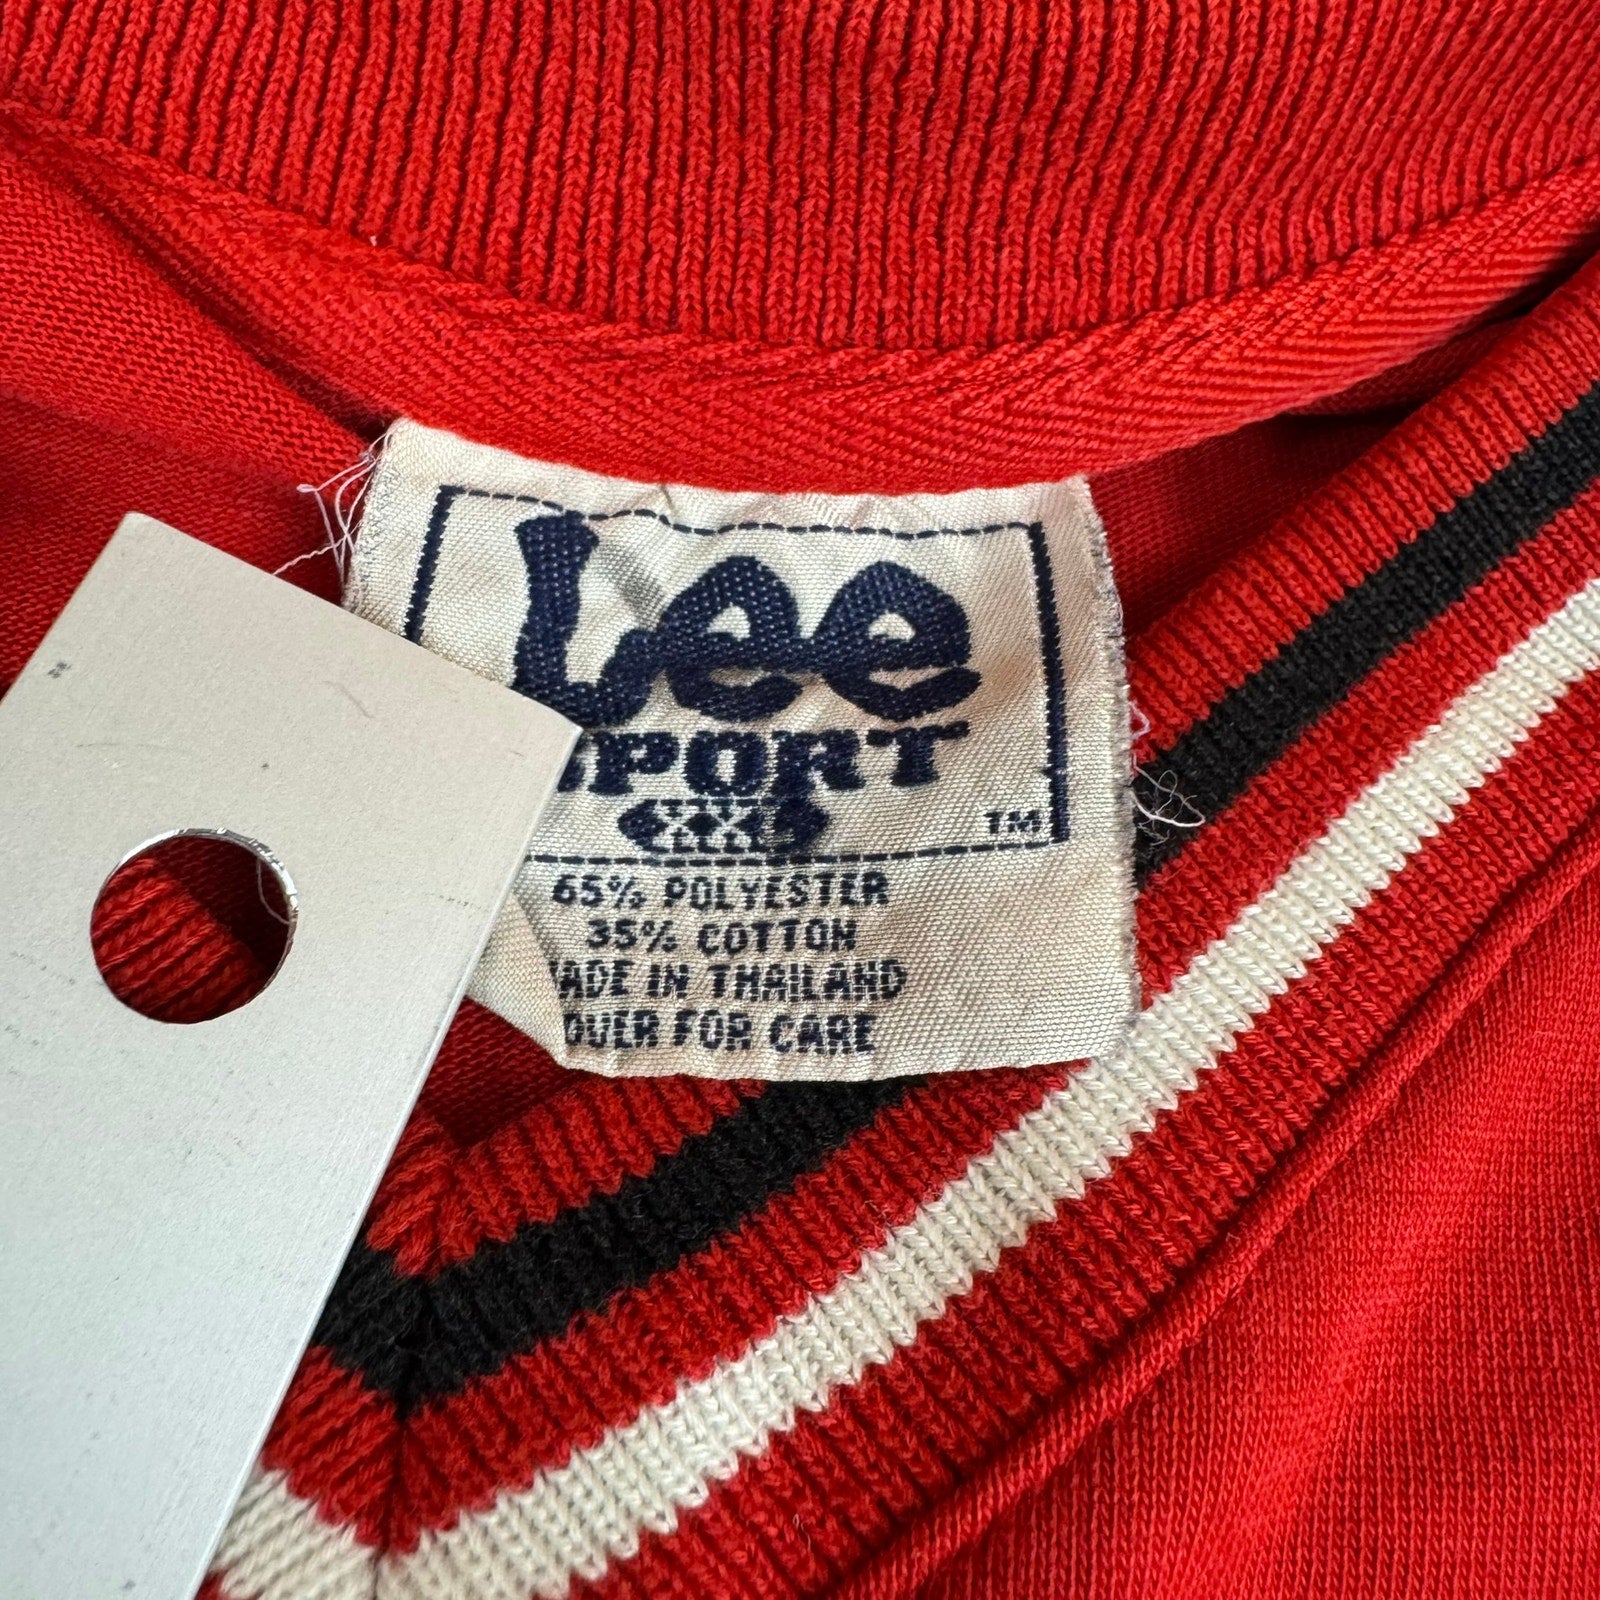 Lee
SPORT
TM
65% POLYESTER
35% COTTON
ADE IN THAILAND
OVER FOR CARE